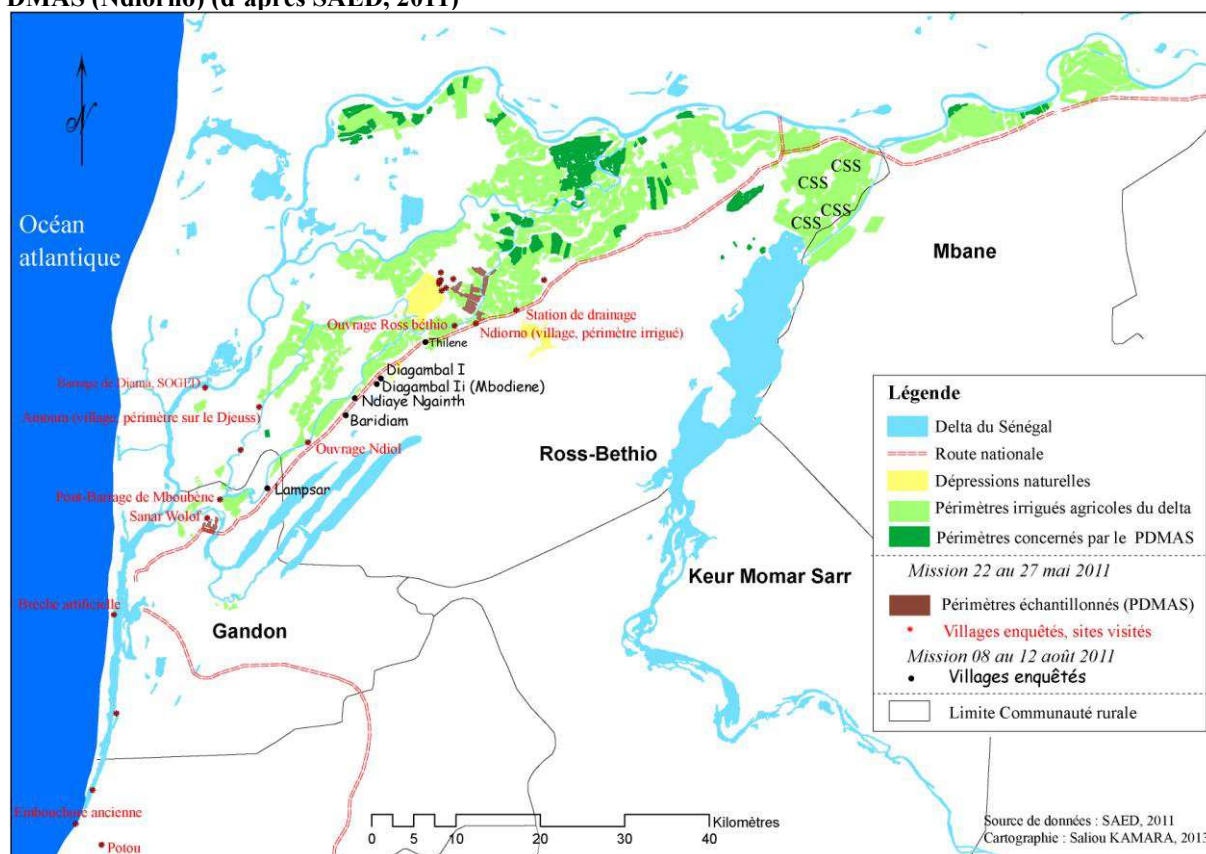 DMAS (Ndiorno) (d'après SAED, 2011)
N
Océan
atlantique
CSS
CSS
CSS
CSS
Mbane
Station de drainage
Ouvrage Ross béthio
Ndiorno (village, périmètre irrigué)
Thilene
Diagambal I
Diagambal Ii (Mbodiene)
Ndiaye Ngainth
Baridiam
Barrage de Diama, SOGED
(village, périmètre sur le Djeuss)
Ouvrage Ndiol
Ross-Bethio
Lampsar
Pont-Barrage de Mboubène
Sanar Wolof
Keur Momar Sarr
Brèche artificielle
Gandon
Embouchure ancienne
Potou
Légende
Delta du Sénégal
Route nationale
Dépressions naturelles
Périmètres irrigués agricoles du delta
Périmètres concernés par le PDMAS
Mission 22 au 27 mai 2011
Périmètres échantillonnés (PDMAS)
Villages enquêtés, sites visités
Mission 08 au 12 août 2011
Villages enquêtés
Limite Communauté rurale
Kilomètres
0 5 10 20 30 40
Source de données : SAED, 2011
Cartographie : Saliou KAMARA, 2013